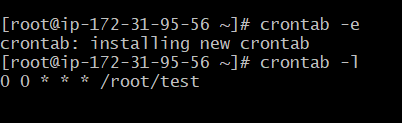 [root@ip-172-31-95-56 ~]# crontab -e
crontab: installing new crontab
[root@ip-172-31-95-56 ~]# crontab -l
0 0 * * * /root/test